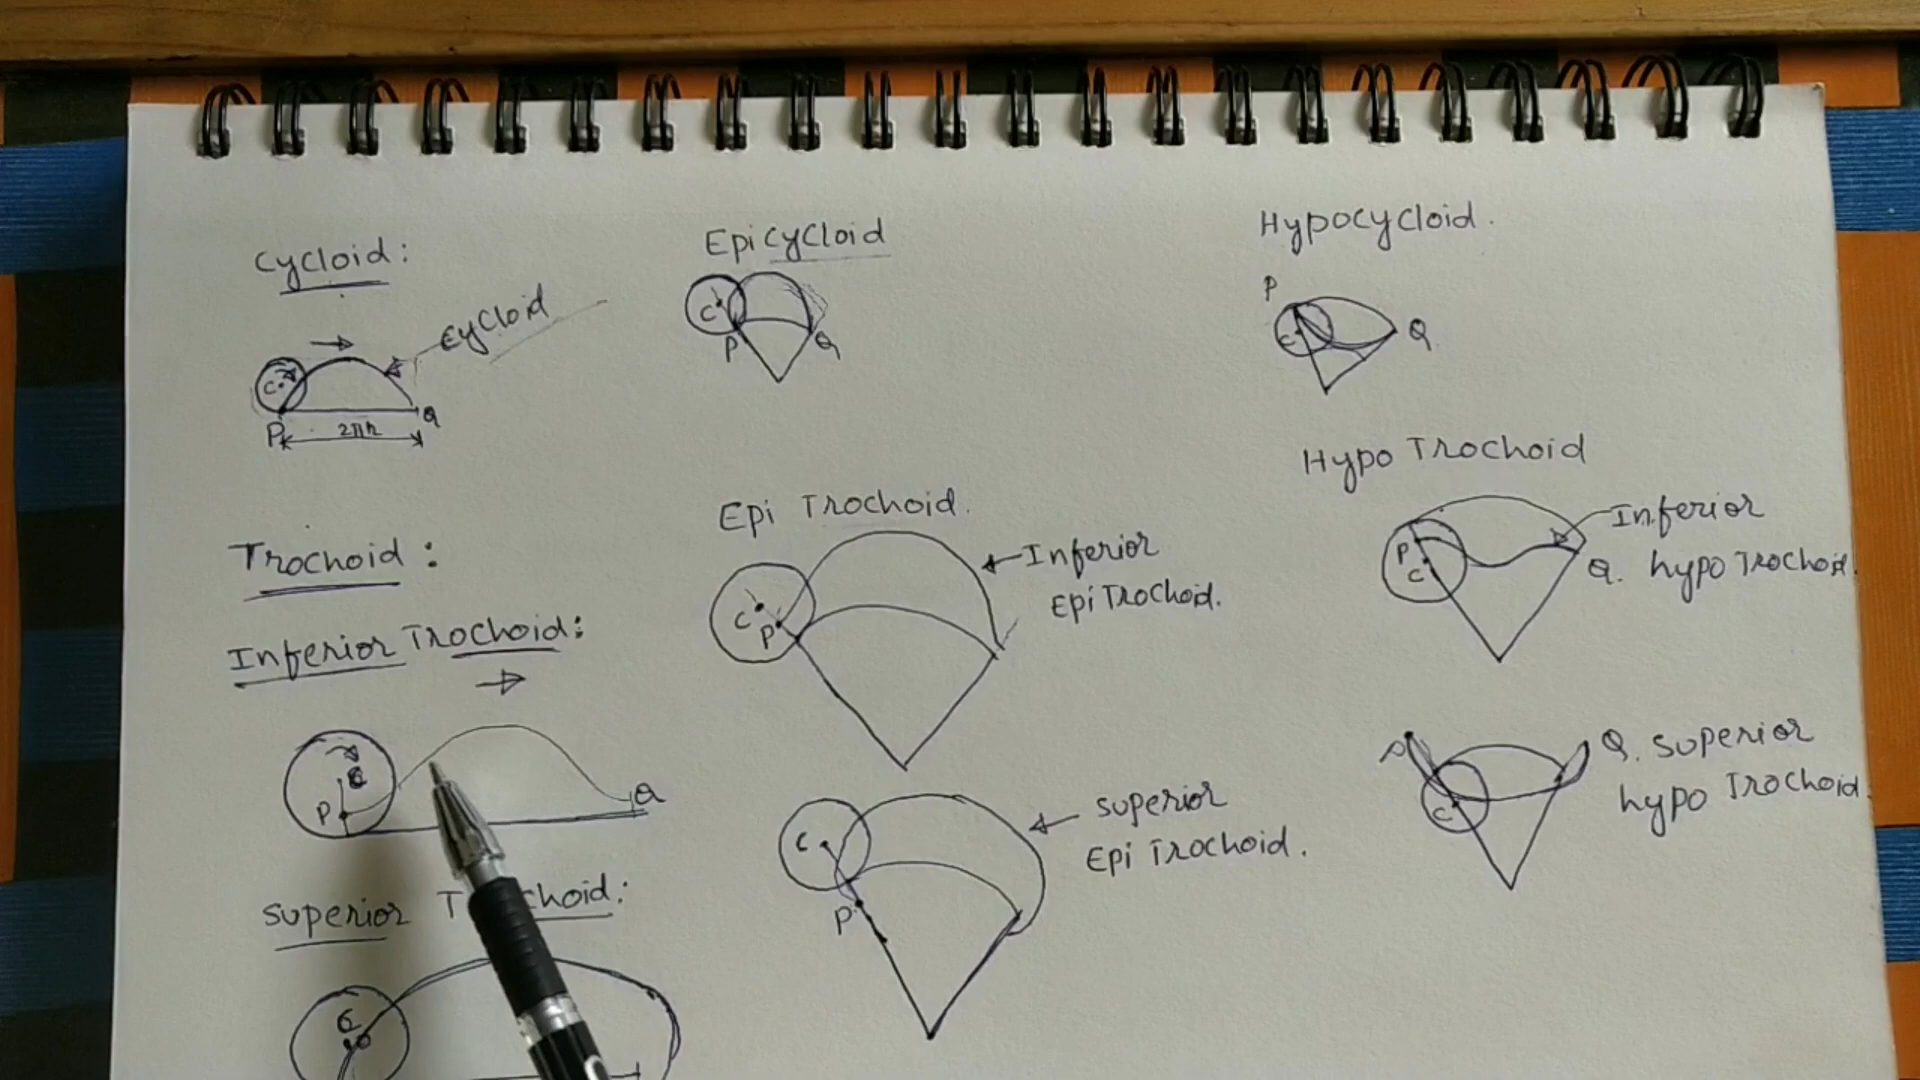 Cycloid:
cycloid
C
P
Q
2πr
Trochoid:
Inferior Trochoid:
C
P
Q
Superior
C
Epicycloid
C
P
Q
Epi Trochoid.
Inferior
Epi Trochoid.
C
P
Superior
Epi Trochoid.
C
P
Hypocycloid.
P
C
Q
Hypo Trochoid
Inferior
hypo Trochoid.
P
C
Q.
P
C
Q. Superior
hypo Trochoid.